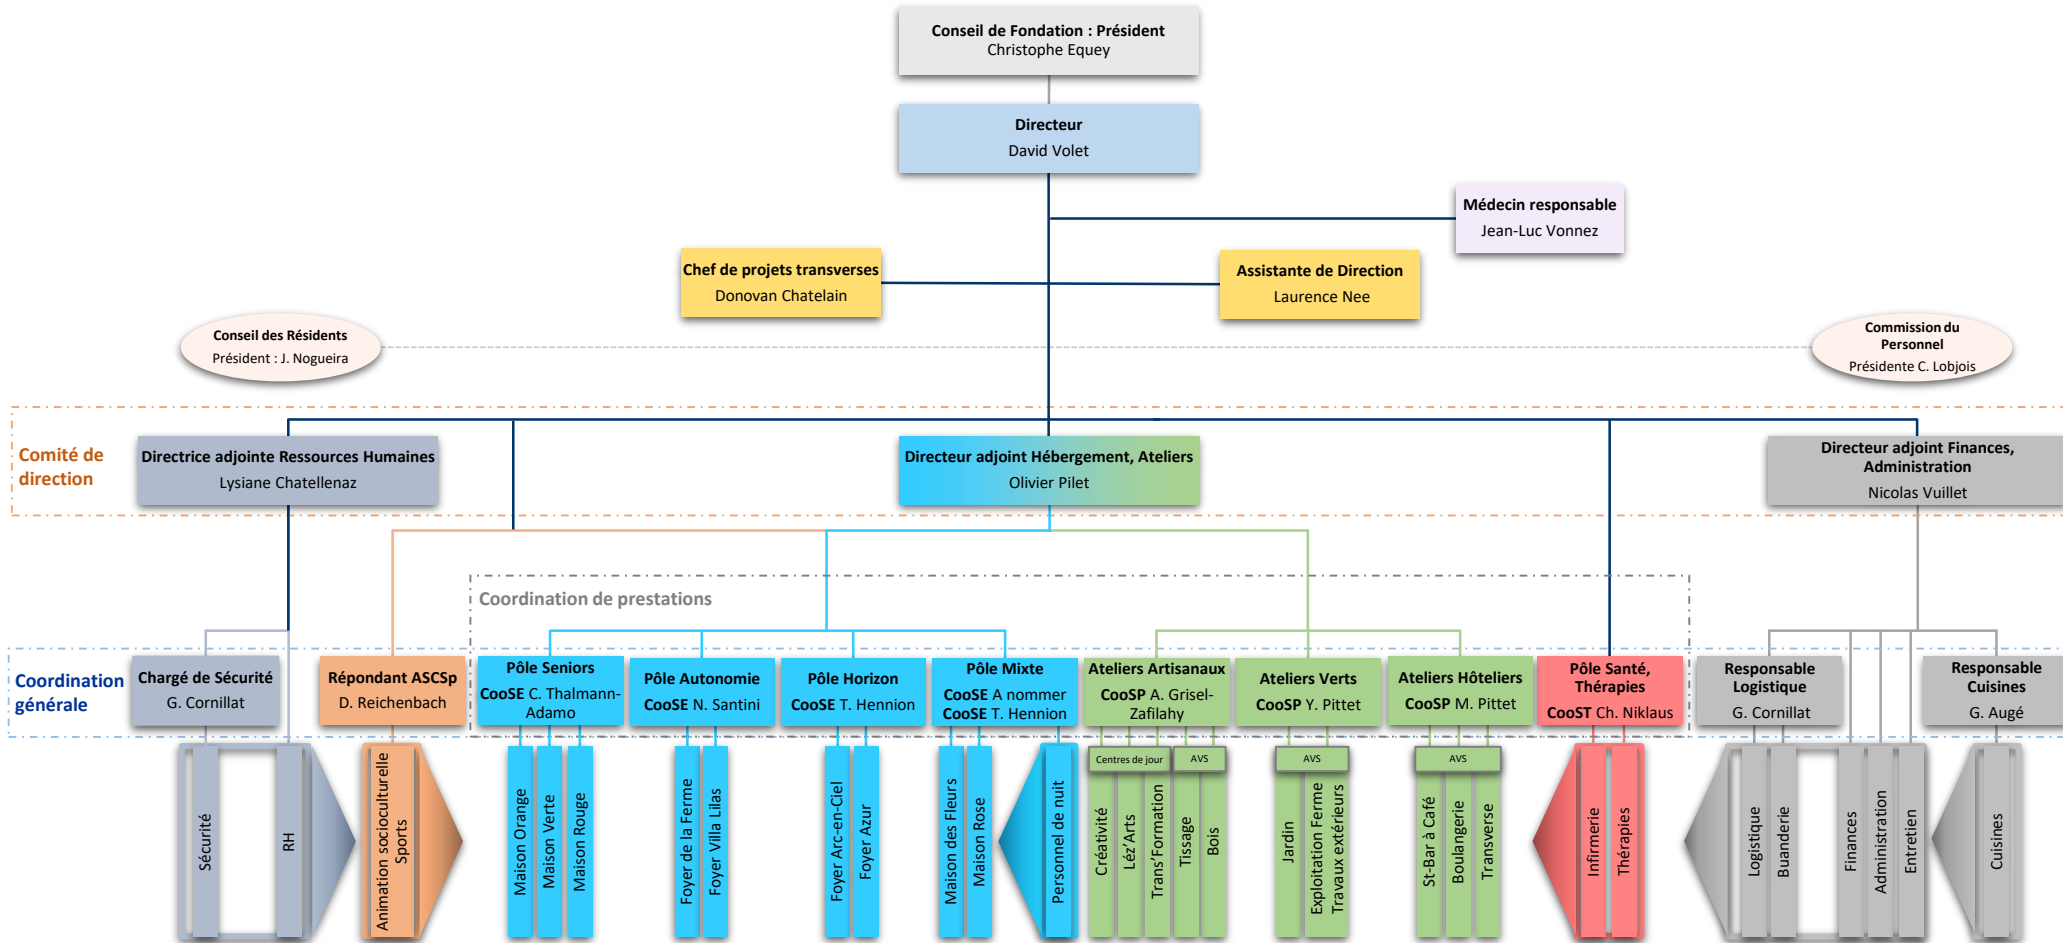 Conseil de Fondation : Président
Christophe Equey
Directeur
David Volet
Médecin responsable
Jean-Luc Vonnez
Chef de projets transverses
Donovan Chatelain
Assistante de Direction
Laurence Nee
Conseil des Résidents
Président : J. Nogueira
Commission du
Personnel
Présidente C. Lobjois
Comité de
direction
Directrice adjointe Ressources Humaines
Lysiane Chatellenaz
Directeur adjoint Hébergement, Ateliers
Olivier Pilet
Directeur adjoint Finances,
Administration
Nicolas Vuillet
Coordination de prestations
Coordination
générale
Chargé de Sécurité
G. Cornillat
Répondant ASCSp
D. Reichenbach
Pôle Seniors
CooSE C. Thalmann-
Adamo
Pôle Autonomie
CooSE N. Santini
Pôle Horizon
CooSE T. Hennion
Pôle Mixte
CooSE A nommer
CooSE T. Hennion
Ateliers Artisanaux
CooSP A. Grisel-
Zafilahy
Ateliers Verts
CooSP Y. Pittet
Ateliers Hôteliers
CooSP M. Pittet
Pôle Santé,
Thérapies
CooST Ch. Niklaus
Responsable
Logistique
G. Cornillat
Responsable
Cuisines
G. Augé
Sécurité
RH
Animation socioculturelle
Sports
Maison Orange
Maison Verte
Maison Rouge
Foyer de la Ferme
Foyer Villa Lilas
Foyer Arc-en-Ciel
Foyer Azur
Maison des Fleurs
Maison Rose
Personnel de nuit
Centres de jour
AVS
Créativité
Léz'Arts
Trans'Formation
Tissage
Bois
AVS
Jardin
Exploitation Ferme
Travaux extérieurs
AVS
St-Bar à Café
Boulangerie
Transverse
Infirmerie
Thérapies
Logistique
Buanderie
Finances
Administration
Entretien
Cuisines